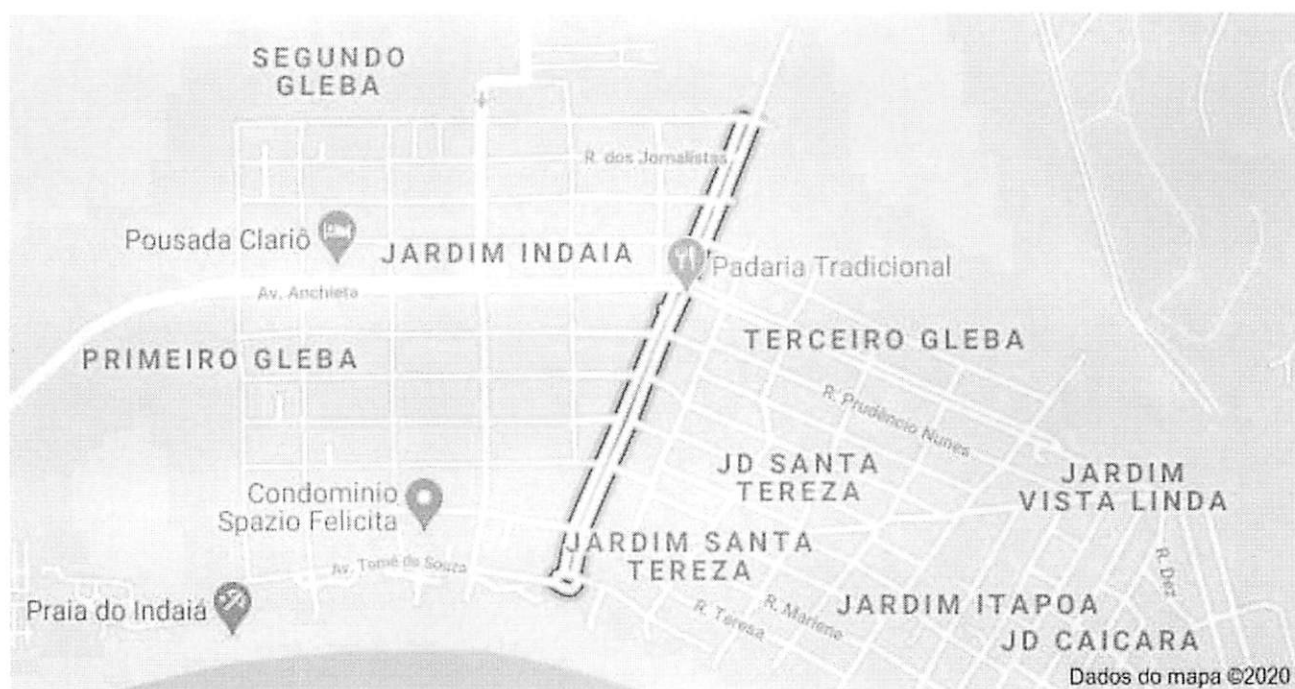 SEGUNDO
GLEBA
R. dos Jornalistas
Pousada Clariô
JARDIM INDAIA
Padaria Tradicional
Av. Anchieta
PRIMEIRO GLEBA
TERCEIRO GLEBA
R. Prudêncio Nunes
JD SANTA
TEREZA
JARDIM
VISTA LINDA
Condominio
Spazio Felicita
JARDIM SANTA
TEREZA
Av. Tomé de Souza
R. Dez
Praia do Indaiá
R. Teresa
R. Marlene
JARDIM ITAPOA
JD CAICARA
Dados do mapa ©2020